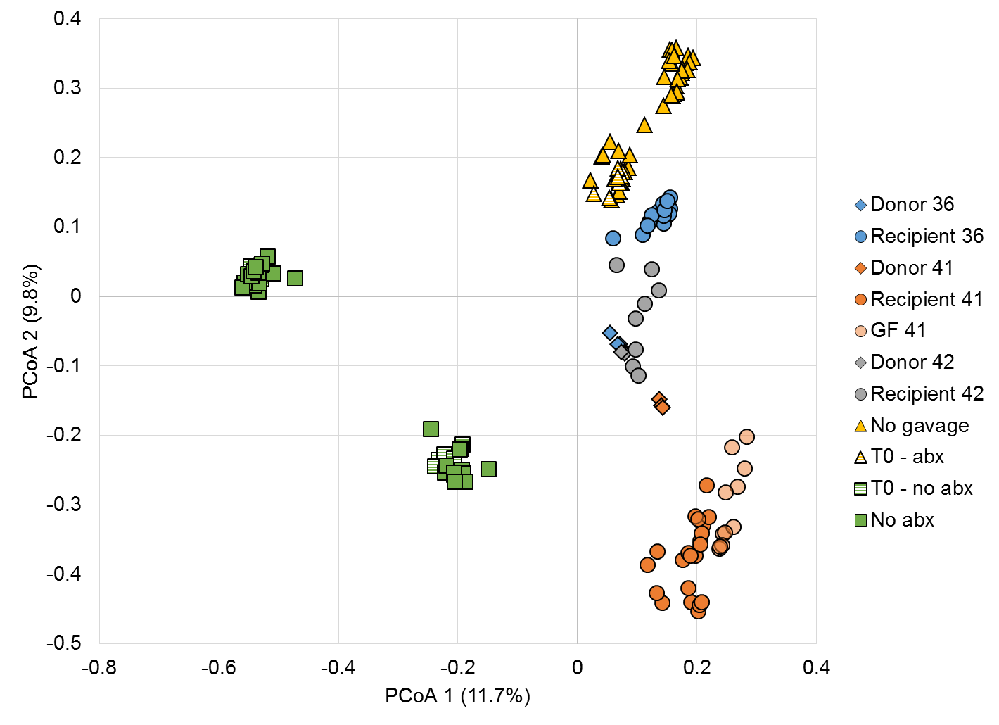 0.4
0.3
0.2
0.1
0
-0.1
-0.2
-0.3
-0.4
-0.5
PCoA 2 (9.8%)
-0.8 -0.6 -0.4 -0.2 0 0.2 0.4
PCoA 1 (11.7%)
Donor 36
Recipient 36
Donor 41
Recipient 41
GF 41
Donor 42
Recipient 42
No gavage
T0 - abx
T0 - no abx
No abx